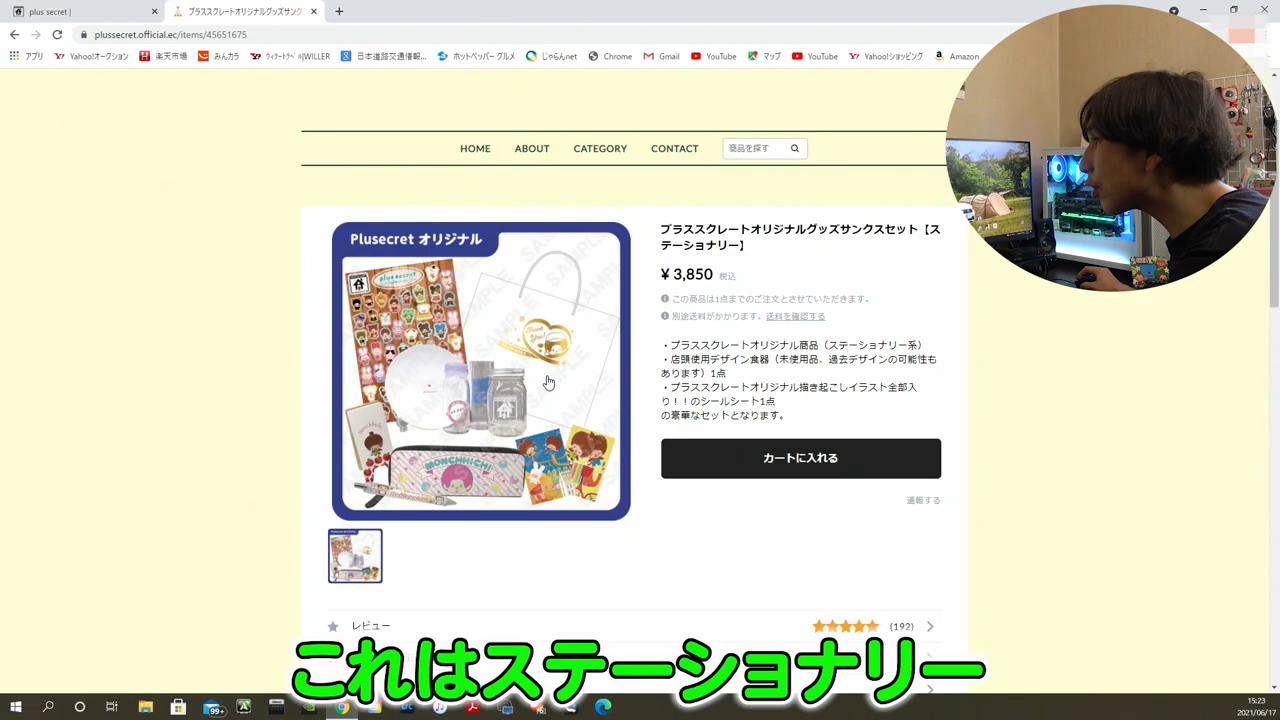 plus secret |
プラススクレートオリジナルグッズサンクス
plussecret.official.ec/items/45651675
アプリ
Yahoo!オークション
楽天市場
みんカラ
ウィラートラベル|WILLER
日本道路交通情報...
ホットペッパー グルメ
じゃらんnet
Chrome
Gmail
YouTube
マップ
YouTube
Yahoo!ショッピング
Amazon
HOME
ABOUT
CATEGORY
CONTACT
商品を探す
Plusecret オリジナル
plus secret
Thank You!
SAMPLE
MONCHHICHI
プラススクレートオリジナルグッズサンクスセット【ス
テーショナリー】
¥ 3,850 税込
この商品は1点までのご注文とさせていただきます。
別途送料がかかります。送料を確認する
・プラススクレートオリジナル商品（ステーショナリー系）
・店頭使用デザイン食器（未使用品、過去デザインの可能性も
あります）1点
・プラススクレートオリジナル描き起こしイラスト全部入
り！！のシールシート1点
の豪華なセットとなります。
カートに入れる
通報する
レビュー
(192)
これはステーショナリー
99+
15:23
2021/06/17